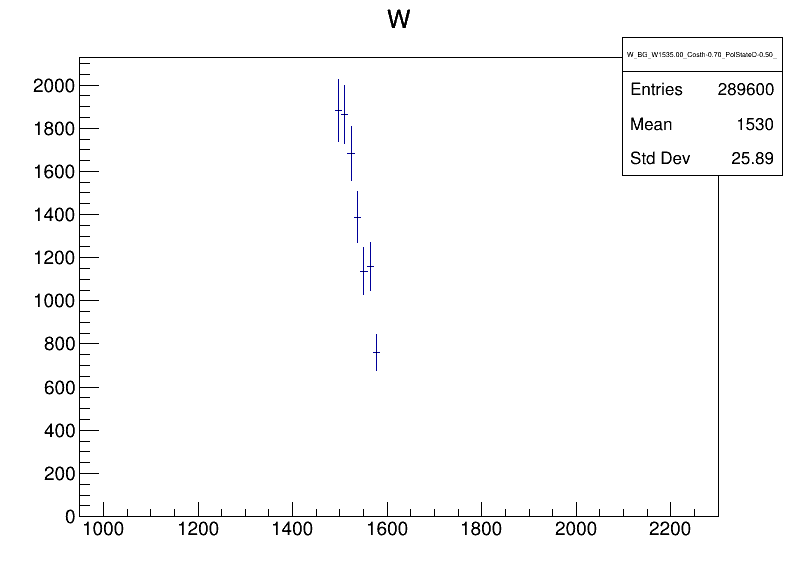 W
W_BG_W1535.00_Costh-0.70_PolStateD-0.50_
Entries 289600
Mean 1530
Std Dev 25.89
2000
1800
1600
1400
1200
1000
800
600
400
200
0
1000 1200 1400 1600 1800 2000 2200